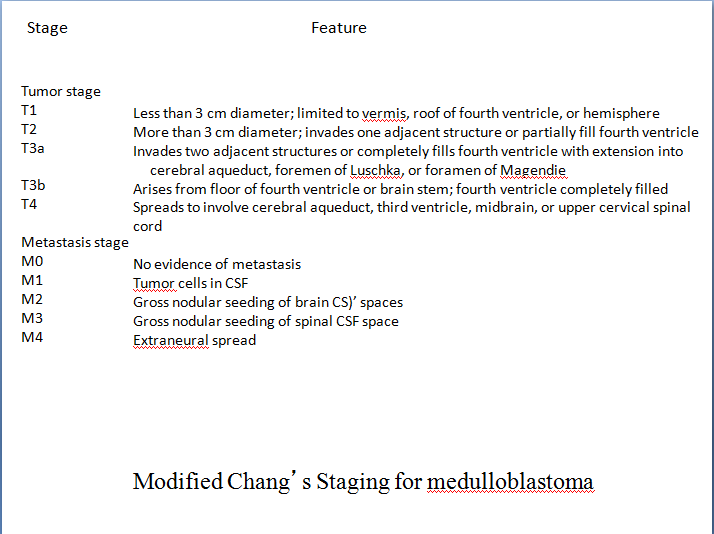 Stage Feature
Tumor stage
T1 Less than 3 cm diameter; limited to vermis, roof of fourth ventricle, or hemisphere
T2 More than 3 cm diameter; invades one adjacent structure or partially fill fourth ventricle
T3a Invades two adjacent structures or completely fills fourth ventricle with extension into
cerebral aqueduct, foremen of Luschka, or foramen of Magendie
T3b Arises from floor of fourth ventricle or brain stem; fourth ventricle completely filled
T4 Spreads to involve cerebral aqueduct, third ventricle, midbrain, or upper cervical spinal
cord
Metastasis stage
M0 No evidence of metastasis
M1 Tumor cells in CSF
M2 Gross nodular seeding of brain CS)’ spaces
M3 Gross nodular seeding of spinal CSF space
M4 Extraneural spread
Modified Chang’s Staging for medulloblastoma